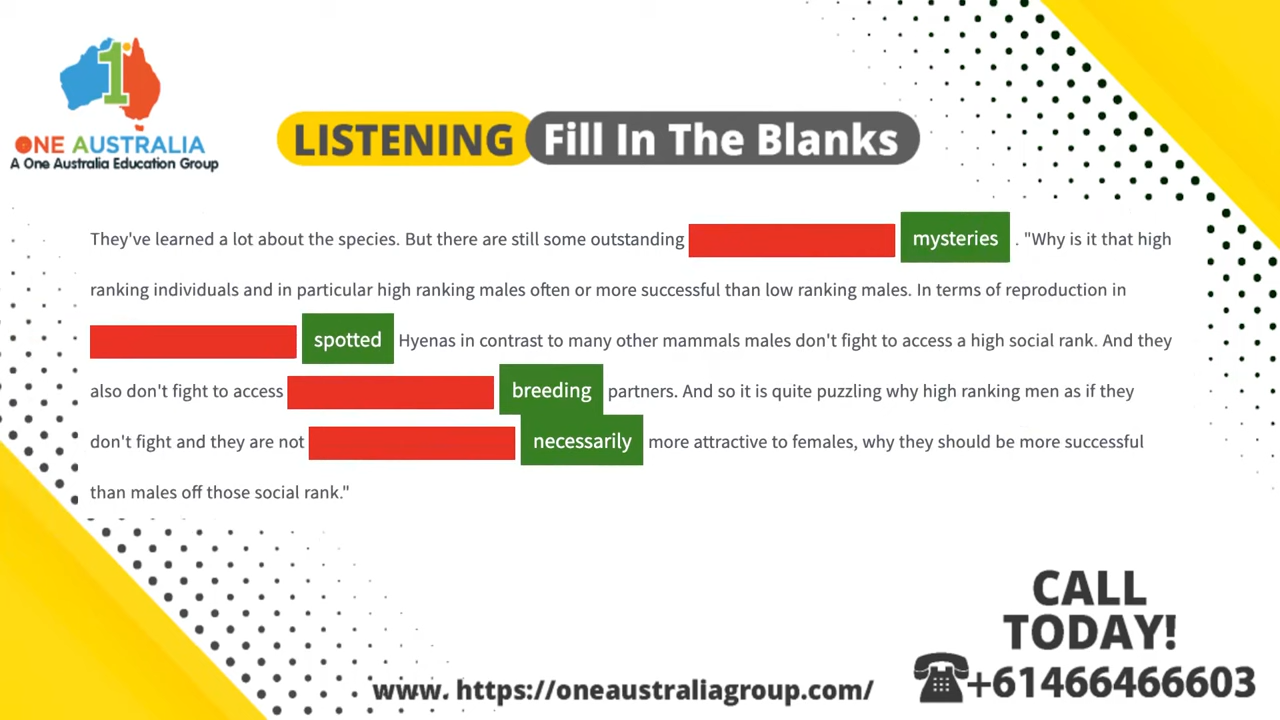 1
ONE AUSTRALIA
A One Australia Education Group
LISTENING Fill In The Blanks
They've learned a lot about the species. But there are still some outstanding mysteries . "Why is it that high
ranking individuals and in particular high ranking males often or more successful than low ranking males. In terms of reproduction in
spotted Hyenas in contrast to many other mammals males don't fight to access a high social rank. And they
also don't fight to access breeding partners. And so it is quite puzzling why high ranking men as if they
don't fight and they are not necessarily more attractive to females, why they should be more successful
than males off those social rank."
CALL
TODAY!
+61466466603
www. https://oneaustraliagroup.com/